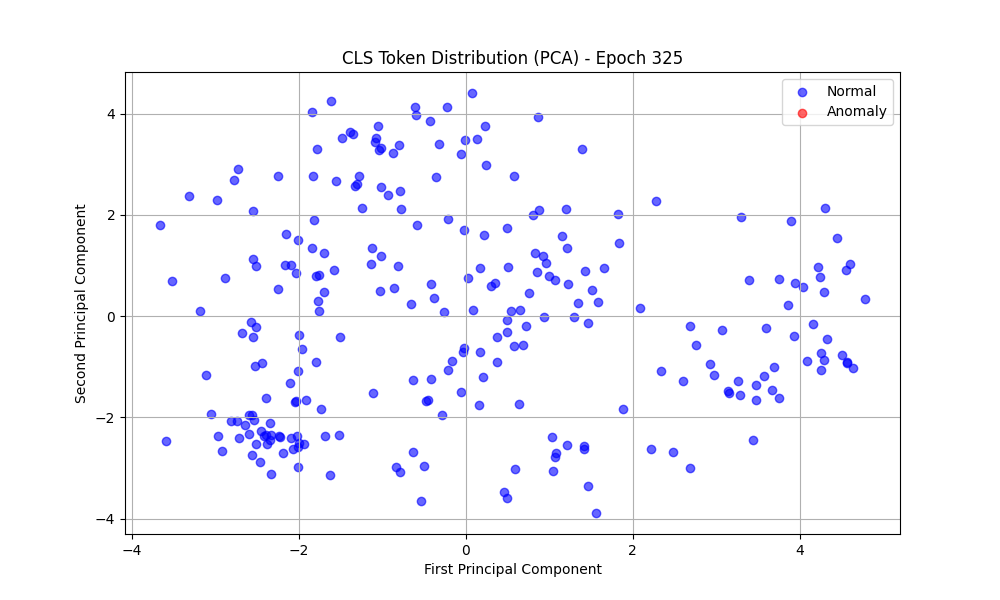 CLS Token Distribution (PCA) - Epoch 325
Normal
Anomaly
4
2
0
−2
−4
Second Principal Component
−4
−2
0
2
4
First Principal Component